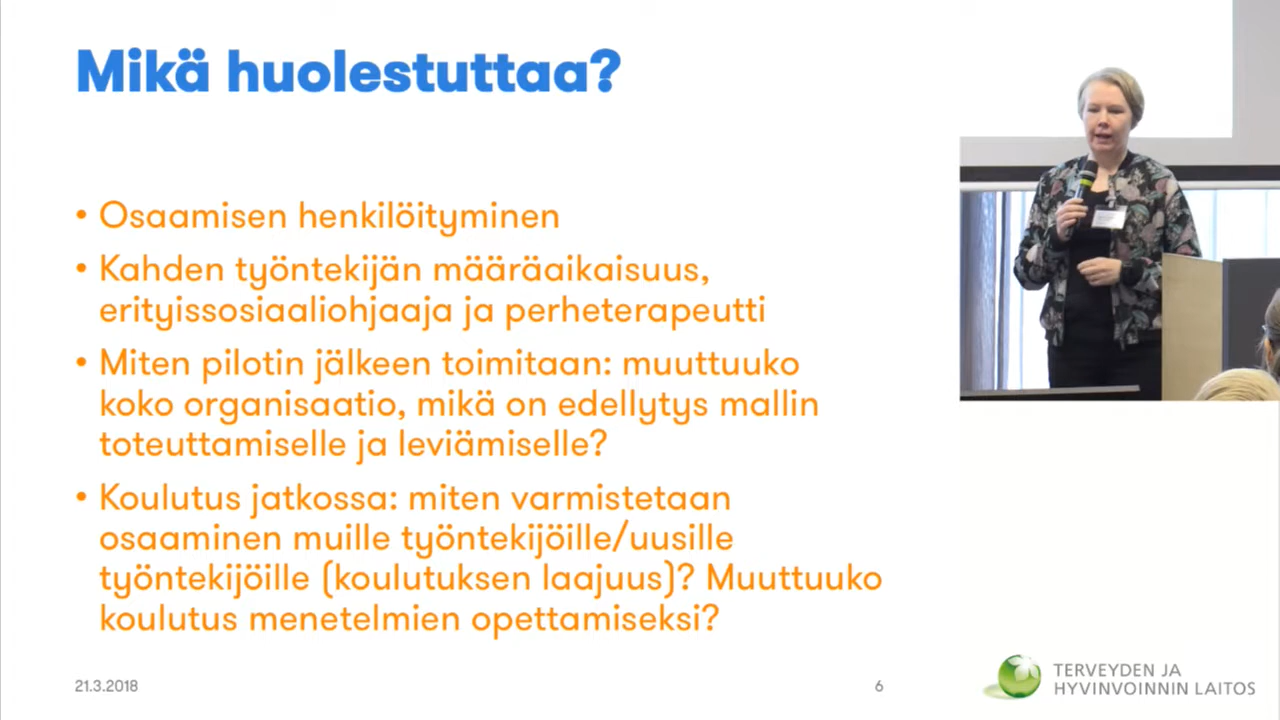 Mikä huolestuttaa?
• Osaamisen henkilöityminen
• Kahden työntekijän määräaikaisuus,
erityissosiaaliohjaaja ja perheterapeutti
• Miten pilotin jälkeen toimitaan: muuttuuko
koko organisaatio, mikä on edellytys mallin
toteuttamiselle ja leviämiselle?
• Koulutus jatkossa: miten varmistetaan
osaaminen muille työntekijöille/uusille
työntekijöille (koulutuksen laajuus)? Muuttuuko
koulutus menetelmien opettamiseksi?
21.3.2018
6
TERVEYDEN JA
HYVINVOINNIN LAITOS